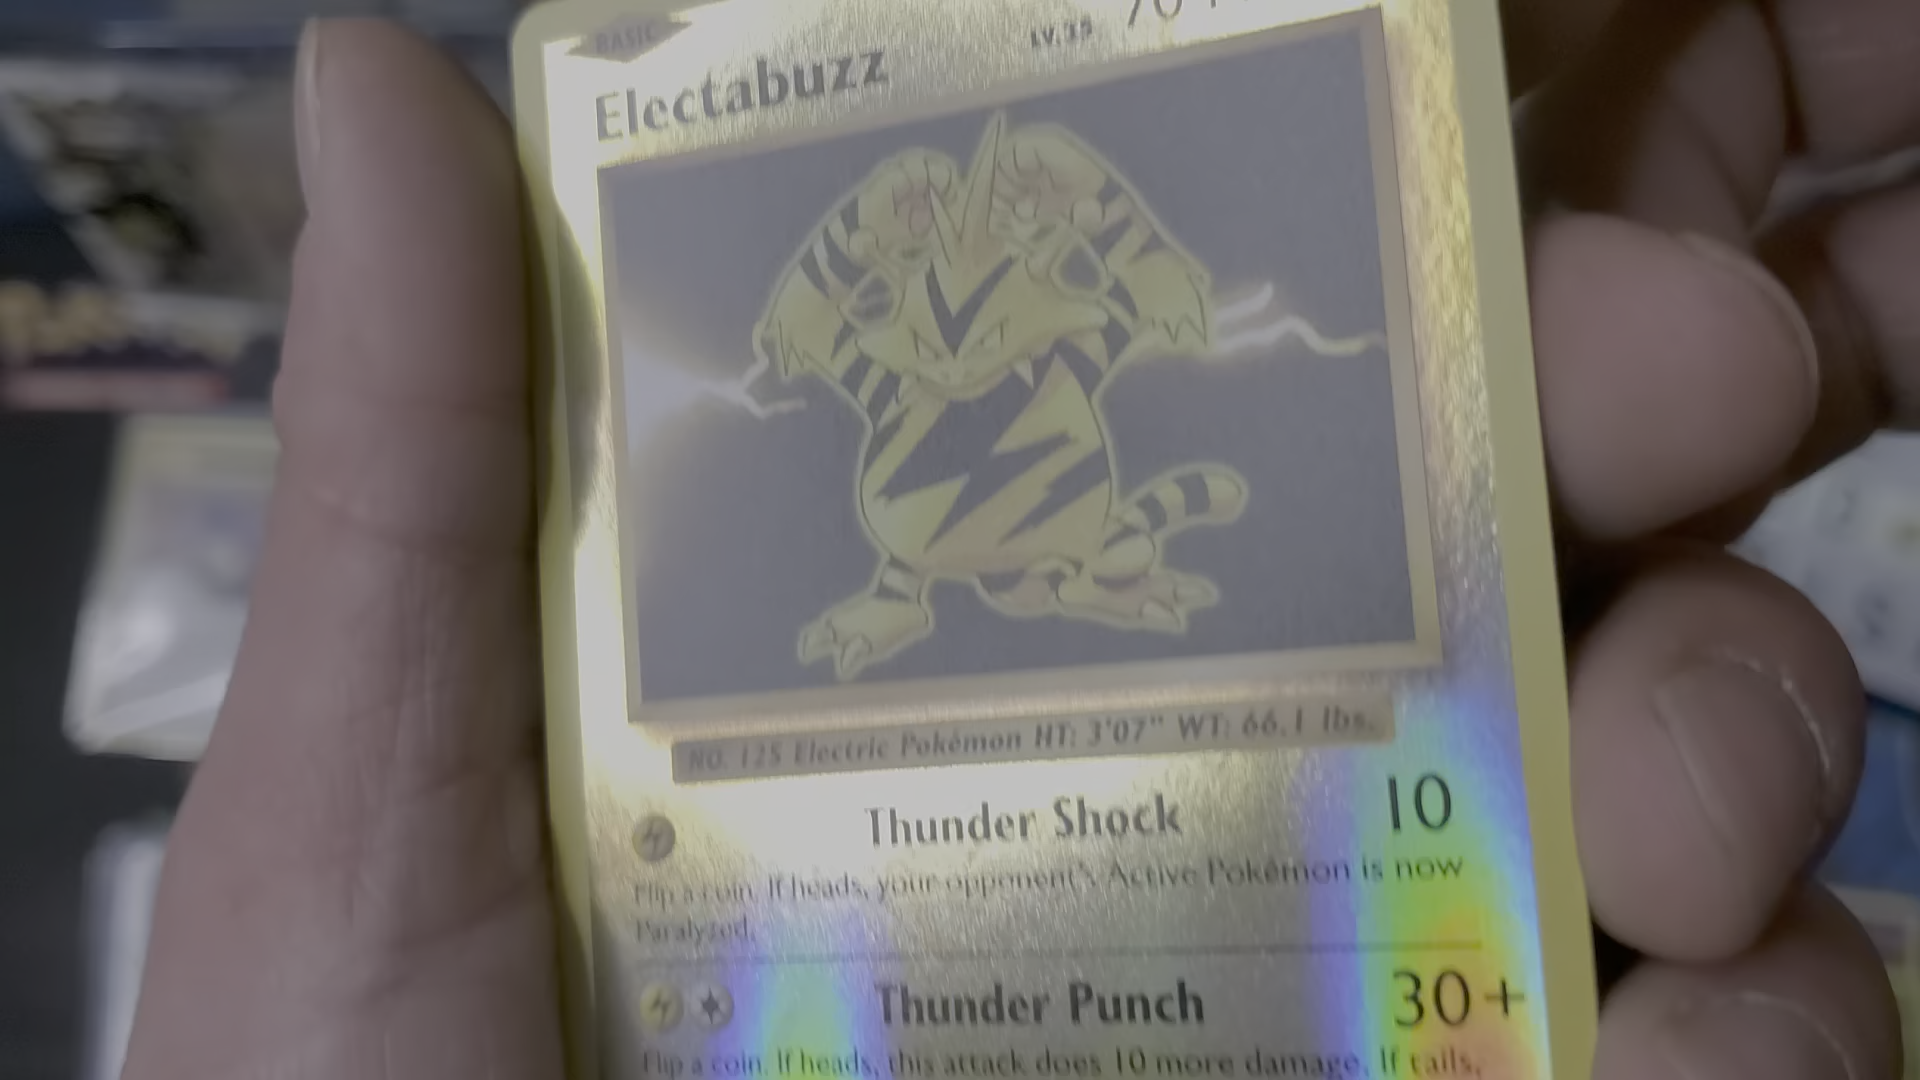 BASIC
Electabuzz LV.35 70
NO. 125 Electric Pokémon HT: 3'07" WT: 66.1 lbs.
Thunder Shock 10
Flip a coin. If heads, your opponent's Active Pokémon is now
Paralyzed.
Thunder Punch 30+
Flip a coin. If heads, this attack does 10 more damage. If tails,